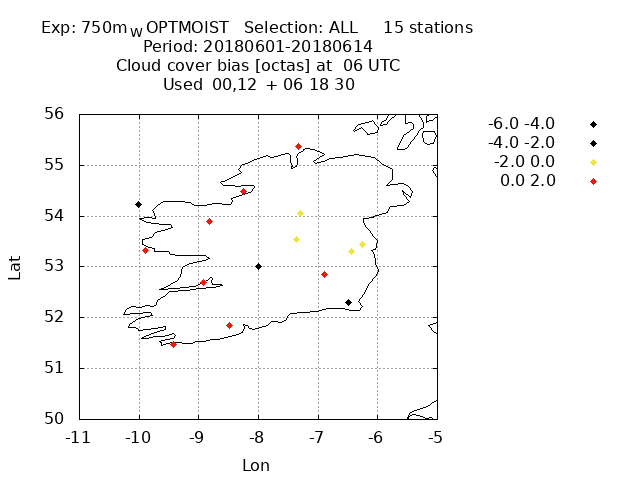 Exp: 750m_W OPTMOIST   Selection: ALL     15 stations
Period: 20180601-20180614
Cloud cover bias [octas] at  06 UTC
Used  00,12  + 06 18 30
-6.0 -4.0
-4.0 -2.0
-2.0 0.0
0.0 2.0
56
55
54
53
52
51
50
Lat
-11 -10 -9 -8 -7 -6 -5
Lon